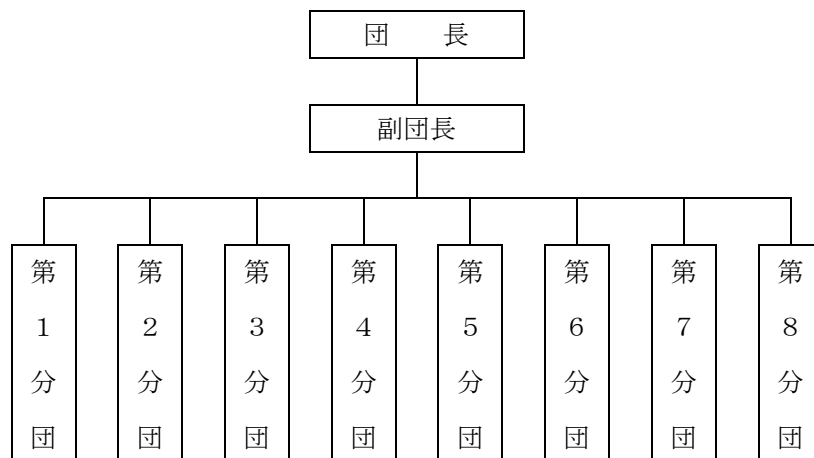 団　　長
副団長
第１分団
第２分団
第３分団
第４分団
第５分団
第６分団
第７分団
第８分団